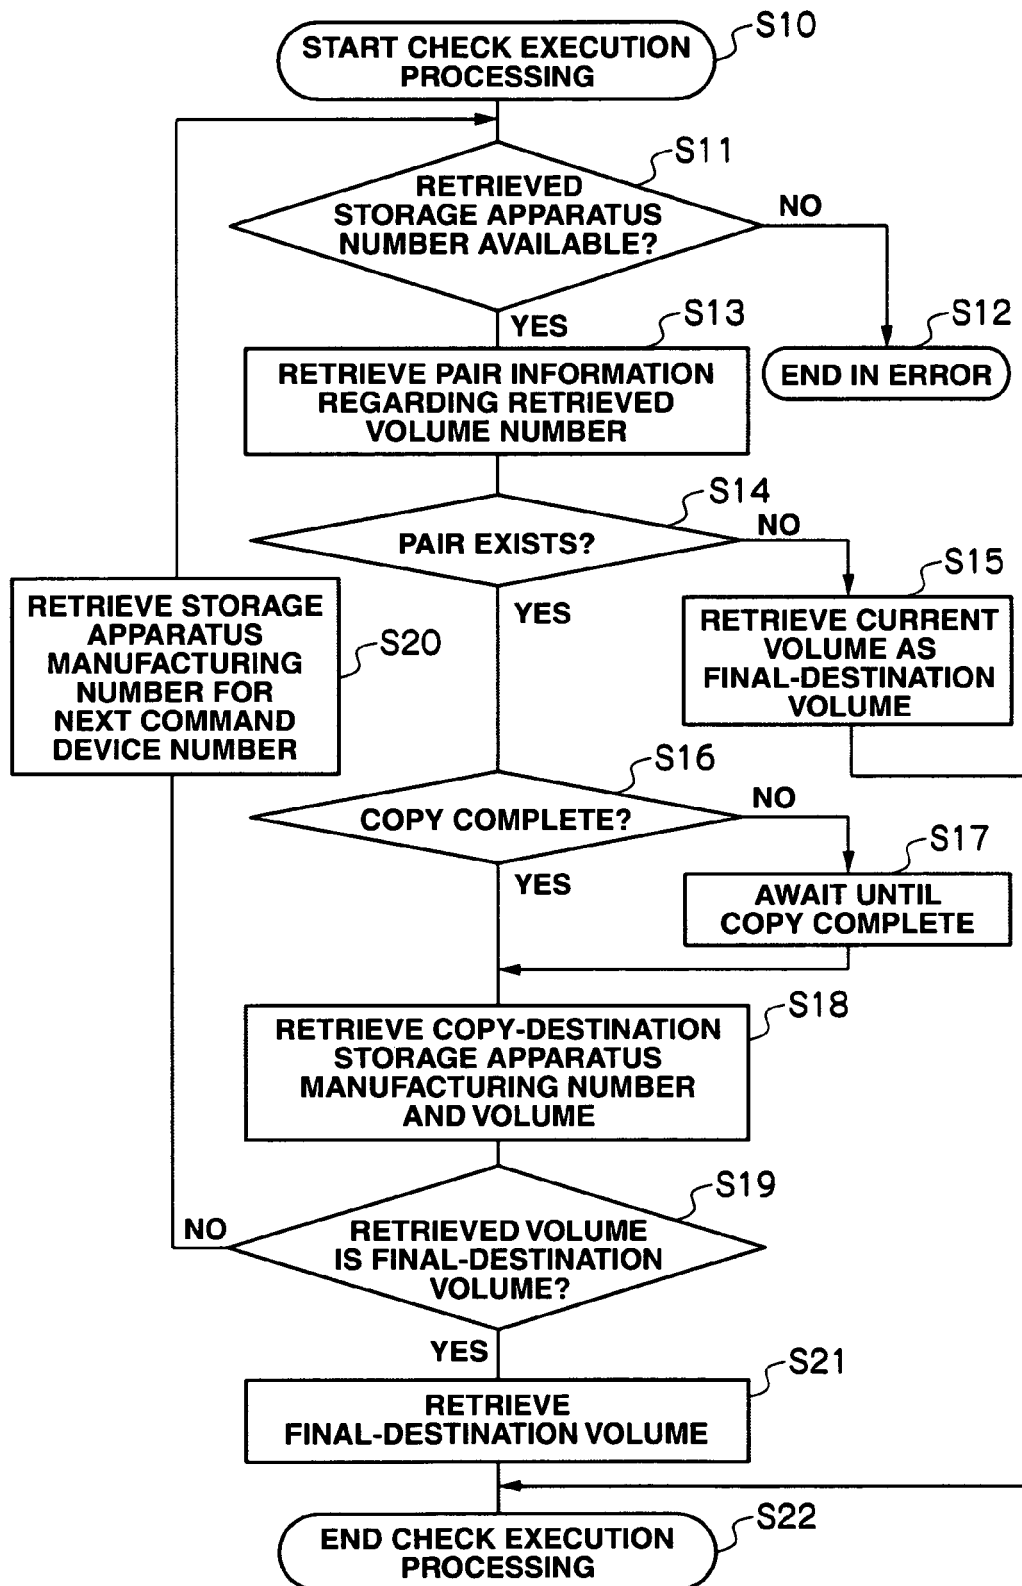 START CHECK EXECUTION
PROCESSING
S10
RETRIEVED
STORAGE APPARATUS
NUMBER AVAILABLE?
S11
NO
YES
S12
END IN ERROR
S13
RETRIEVE PAIR INFORMATION
REGARDING RETRIEVED
VOLUME NUMBER
S14
PAIR EXISTS?
NO
YES
S15
RETRIEVE CURRENT
VOLUME AS
FINAL-DESTINATION
VOLUME
RETRIEVE STORAGE
APPARATUS
MANUFACTURING
NUMBER FOR
NEXT COMMAND
DEVICE NUMBER
S20
S16
COPY COMPLETE?
NO
YES
S17
AWAIT UNTIL
COPY COMPLETE
S18
RETRIEVE COPY-DESTINATION
STORAGE APPARATUS
MANUFACTURING NUMBER
AND VOLUME
S19
RETRIEVED VOLUME
IS FINAL-DESTINATION
VOLUME?
NO
YES
S21
RETRIEVE
FINAL-DESTINATION VOLUME
S22
END CHECK EXECUTION
PROCESSING